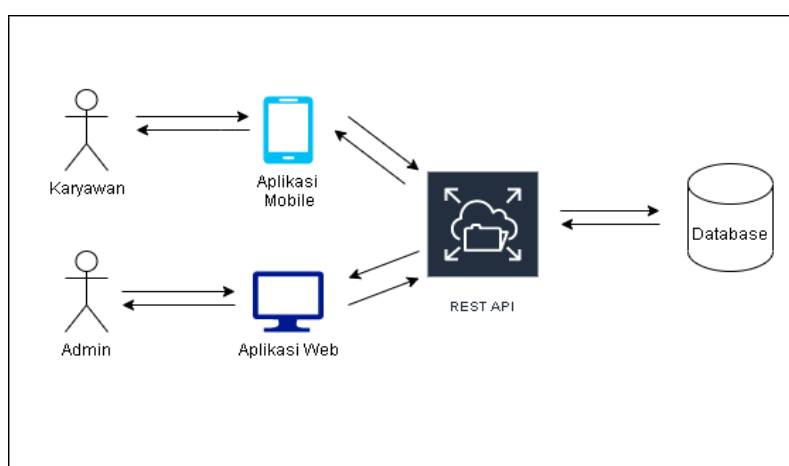 Karyawan
Aplikasi
Mobile
Database
REST API
Admin
Aplikasi Web